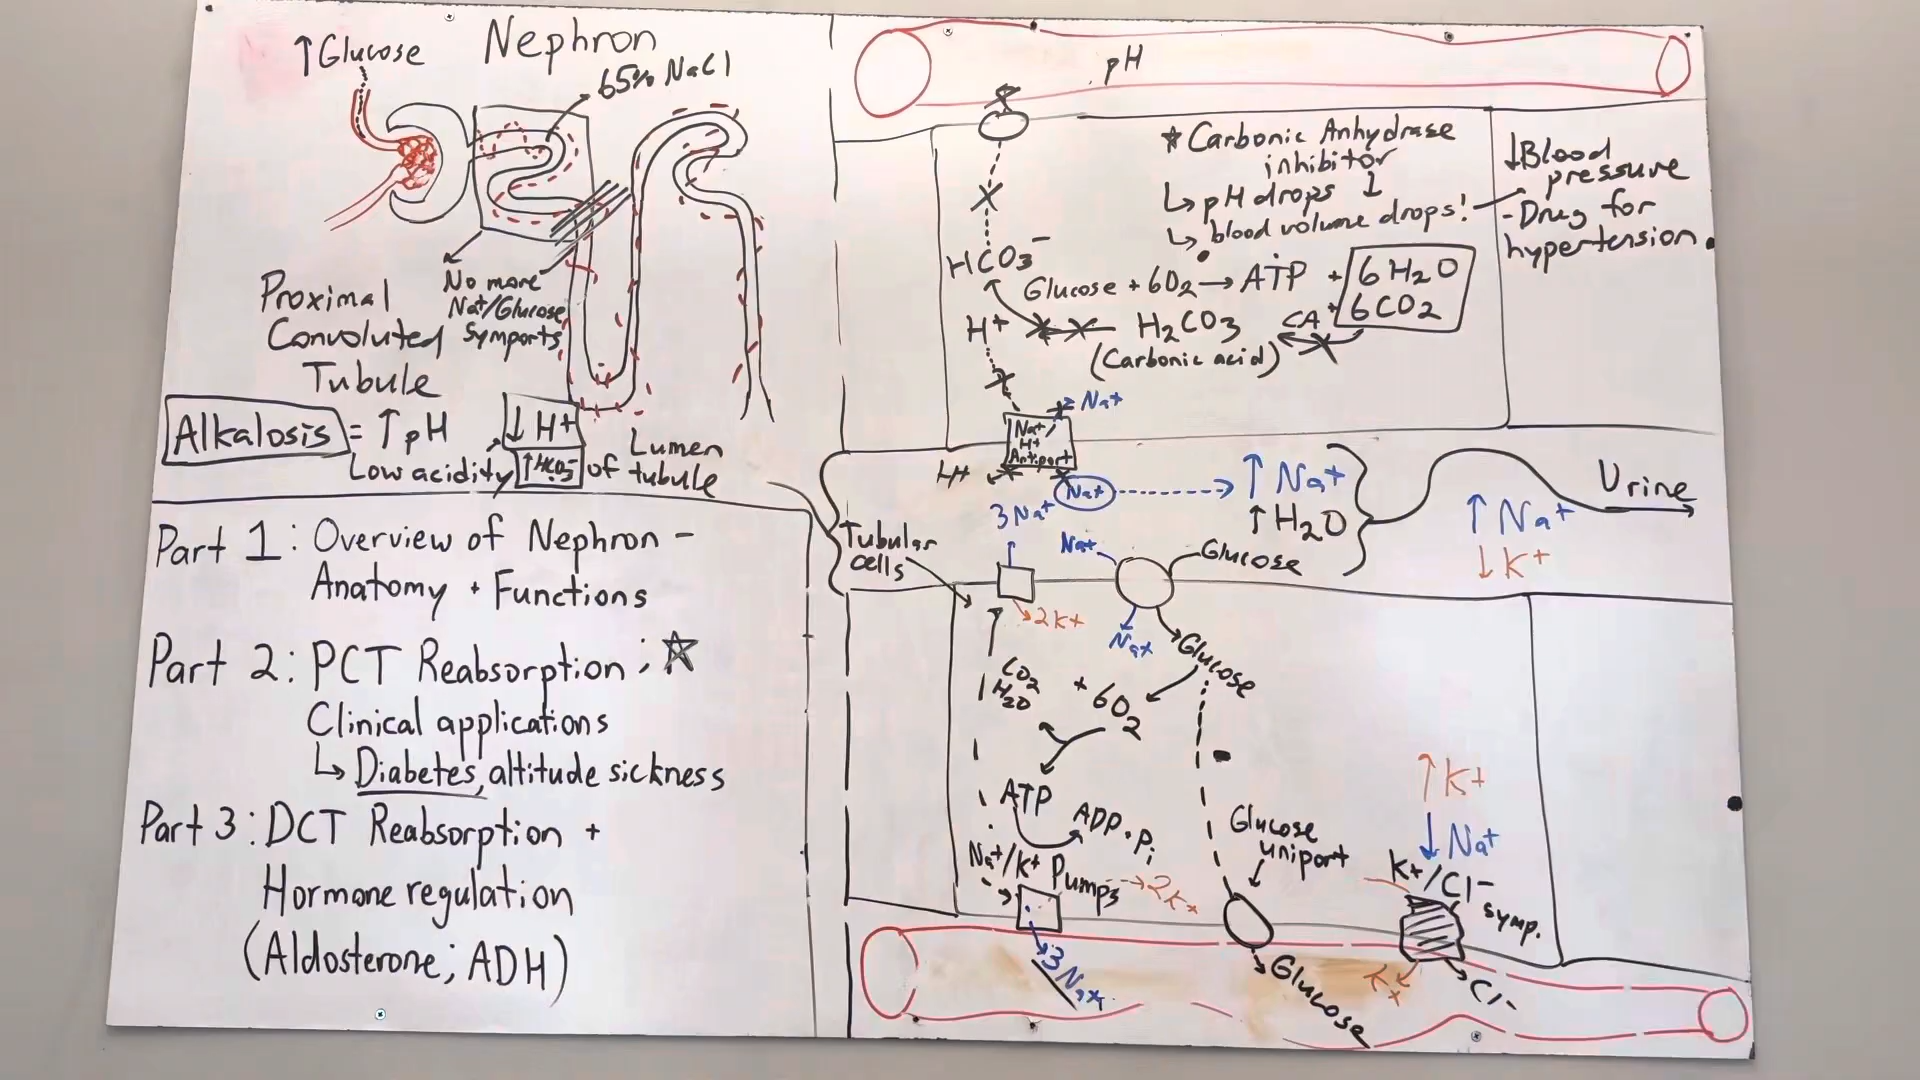 ↑Glucose
Nephron
65% NaCl
Proximal
Convoluted
Tubule
No more
Na+/Glucose
symports
Alkalosis = ↑pH
Low acidity
↓H+
↑HCO3-
of
Lumen
tubule
Part 1: Overview of Nephron -
Anatomy + Functions
Part 2: PCT Reabsorption;
Clinical applications
↳ Diabetes, altitude sickness
Part 3: DCT Reabsorption +
Hormone regulation
(Aldosterone; ADH)
pH
Carbonic Anhydrase
inhibitor
↳ pH drops ↓
↳ blood volume drops!
↓Blood
pressure
- Drug for
hypertension
HCO3-
Glucose + 6O2 → ATP + 6H2O
+ 6CO2
H+
H2CO3
CA
(Carbonic acid)
Na+
Na+/
H+
Antiport
H+
Na+
↑Na+
↑H2O
Urine
↑Na+
↓K+
3Na+
Tubular
cells
Na+
Glucose
2K+
Na+
Glucose
CO2
H2O
+ 6O2
ATP
ADP + Pi
Na+/K+
Pumps
2K+
3Na+
Glucose
uniport
Glucose
↑K+
↓Na+
K+/Cl-
symp.
K+
Cl-